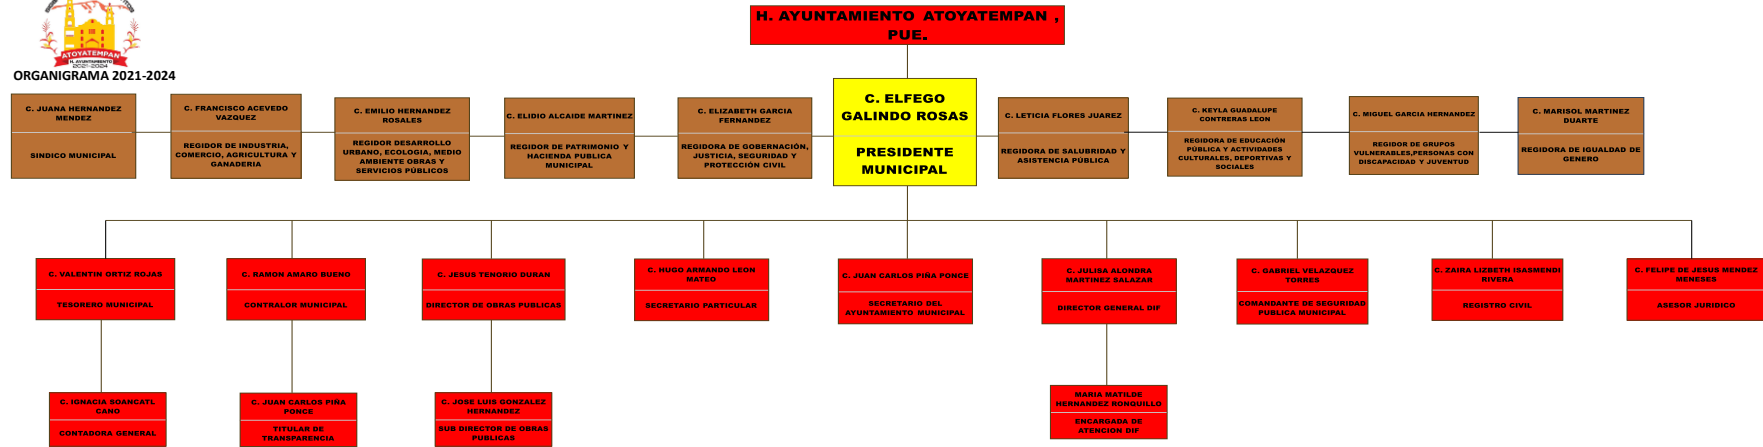 H. AYUNTAMIENTO ATOYATEMPAN ,
PUE.
ATOYATEMPAN
H. AYUNTAMIENTO
2021-2024
ORGANIGRAMA 2021-2024
C. JUANA HERNANDEZ
MENDEZ
SINDICO MUNICIPAL
C. FRANCISCO ACEVEDO
VAZQUEZ
REGIDOR DE INDUSTRIA,
COMERCIO, AGRICULTURA Y
GANADERIA
C. EMILIO HERNANDEZ
ROSALES
REGIDOR DESARROLLO
URBANO, ECOLOGIA, MEDIO
AMBIENTE OBRAS Y
SERVICIOS PÚBLICOS
C. ELIDIO ALCAIDE MARTINEZ
REGIDOR DE PATRIMONIO Y
HACIENDA PUBLICA
MUNICIPAL
C. ELIZABETH GARCIA
FERNANDEZ
REGIDORA DE GOBERNACIÓN,
JUSTICIA, SEGURIDAD Y
PROTECCIÓN CIVIL
C. ELFEGO
GALINDO ROSAS
PRESIDENTE
MUNICIPAL
C. LETICIA FLORES JUAREZ
REGIDORA DE SALUBRIDAD Y
ASISTENCIA PÚBLICA
C. KEYLA GUADALUPE
CONTRERAS LEON
REGIDORA DE EDUCACIÓN
PÚBLICA Y ACTIVIDADES
CULTURALES, DEPORTIVAS Y
SOCIALES
C. MIGUEL GARCIA HERNANDEZ
REGIDOR DE GRUPOS
VULNERABLES,PERSONAS CON
DISCAPACIDAD Y JUVENTUD
C. MARISOL MARTINEZ
DUARTE
REGIDORA DE IGUALDAD DE
GENERO
C. VALENTIN ORTIZ ROJAS
TESORERO MUNICIPAL
C. RAMON AMARO BUENO
CONTRALOR MUNICIPAL
C. JESUS TENORIO DURAN
DIRECTOR DE OBRAS PUBLICAS
C. HUGO ARMANDO LEON
MATEO
SECRETARIO PARTICULAR
C. JUAN CARLOS PIÑA PONCE
SECRETARIO DEL
AYUNTAMIENTO MUNICIPAL
C. JULISA ALONDRA
MARTINEZ SALAZAR
DIRECTOR GENERAL DIF
C. GABRIEL VELAZQUEZ
TORRES
COMANDANTE DE SEGURIDAD
PUBLICA MUNICIPAL
C. ZAIRA LIZBETH ISASMENDI
RIVERA
REGISTRO CIVIL
C. FELIPE DE JESUS MENDEZ
MENESES
ASESOR JURIDICO
C. IGNACIA SOANCATL
CANO
CONTADORA GENERAL
C. JUAN CARLOS PIÑA
PONCE
TITULAR DE
TRANSPARENCIA
C. JOSE LUIS GONZALEZ
HERNANDEZ
SUB DIRECTOR DE OBRAS
PUBLICAS
MARIA MATILDE
HERNANDEZ RONQUILLO
ENCARGADA DE
ATENCION DIF